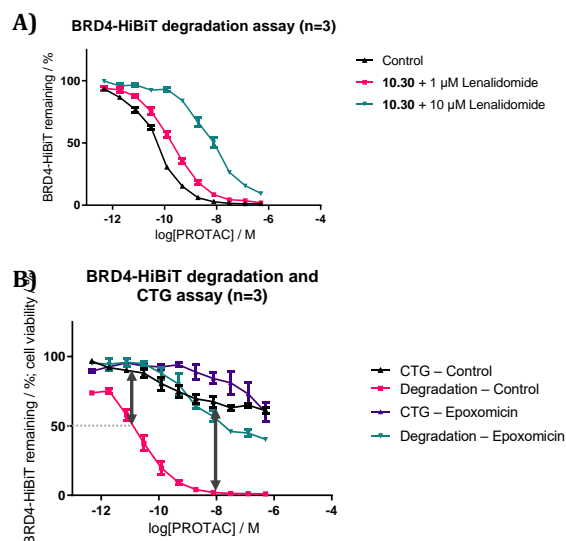 A)
BRD4-HiBiT degradation assay (n=3)
BRD4-HiBiT remaining / %
100
50
0
-12
-10
-8
-6
-4
log[PROTAC] / M
Control
10.30 + 1 µM Lenalidomide
10.30 + 10 µM Lenalidomide
B)
BRD4-HiBiT degradation and
CTG assay (n=3)
BRD4-HiBiT remaining / %; cell viability /
100
50
0
-12
-10
-8
-6
-4
log[PROTAC] / M
CTG – Control
Degradation – Control
CTG – Epoxomicin
Degradation – Epoxomicin